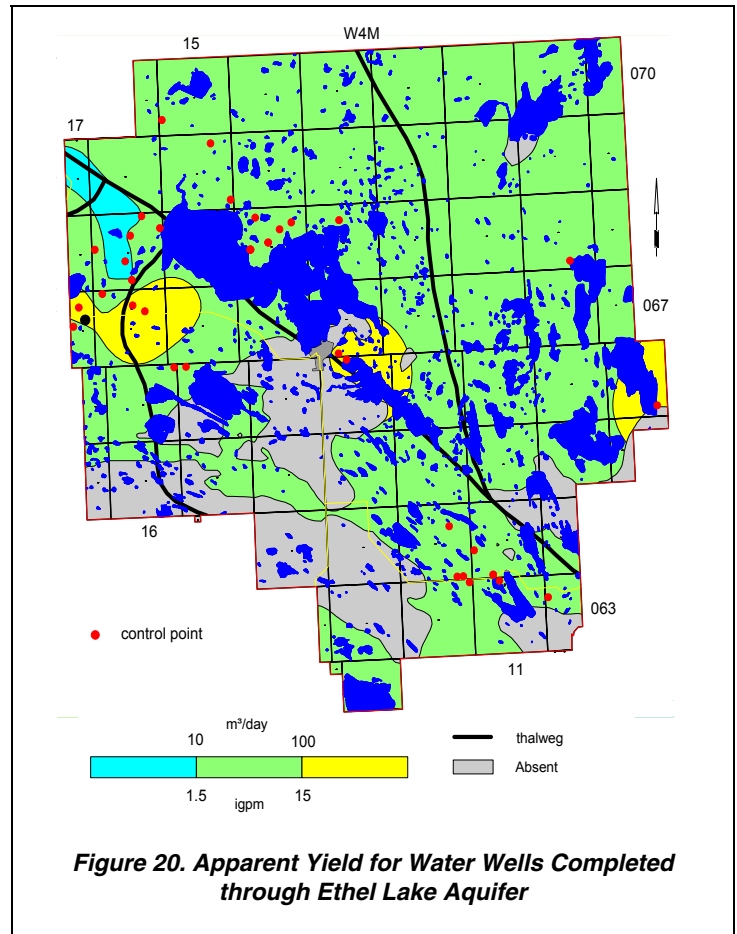 W4M
15
070
17
067
16
063
control point
11
m³/day
10 100
thalweg
Absent
1.5 15
igpm
Figure 20. Apparent Yield for Water Wells Completed
through Ethel Lake Aquifer